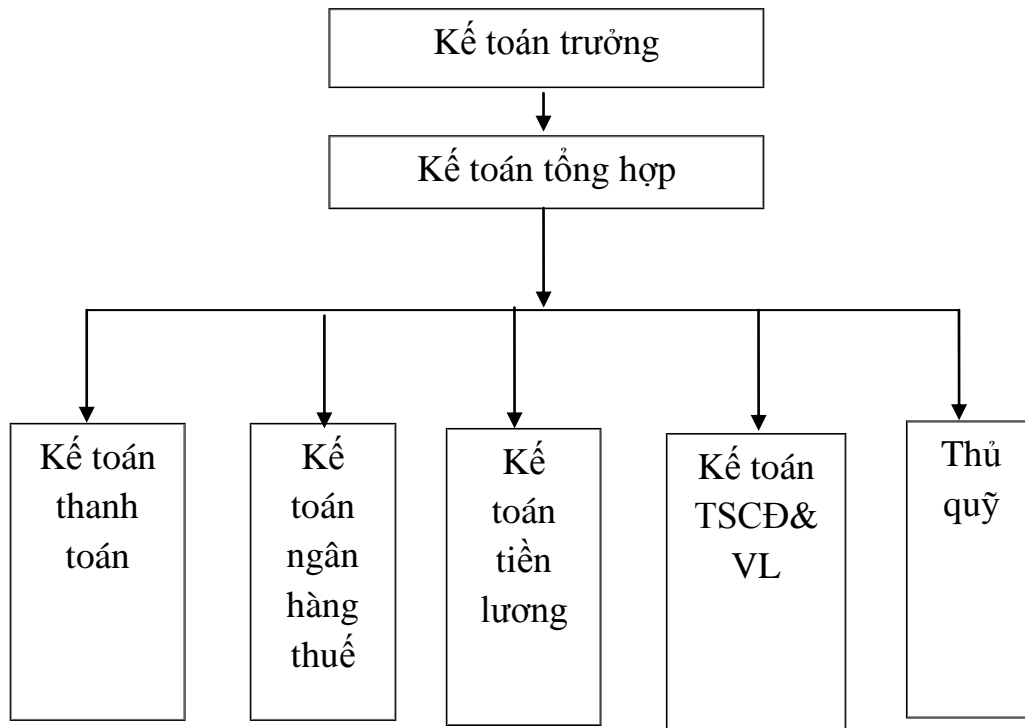 Kế toán trưởng
Kế toán tổng hợp
Kế toán
thanh
toán
Kế
toán
ngân
hàng
thuế
Kế
toán
tiền
lương
Kế toán
TSCĐ&
VL
Thủ
quỹ